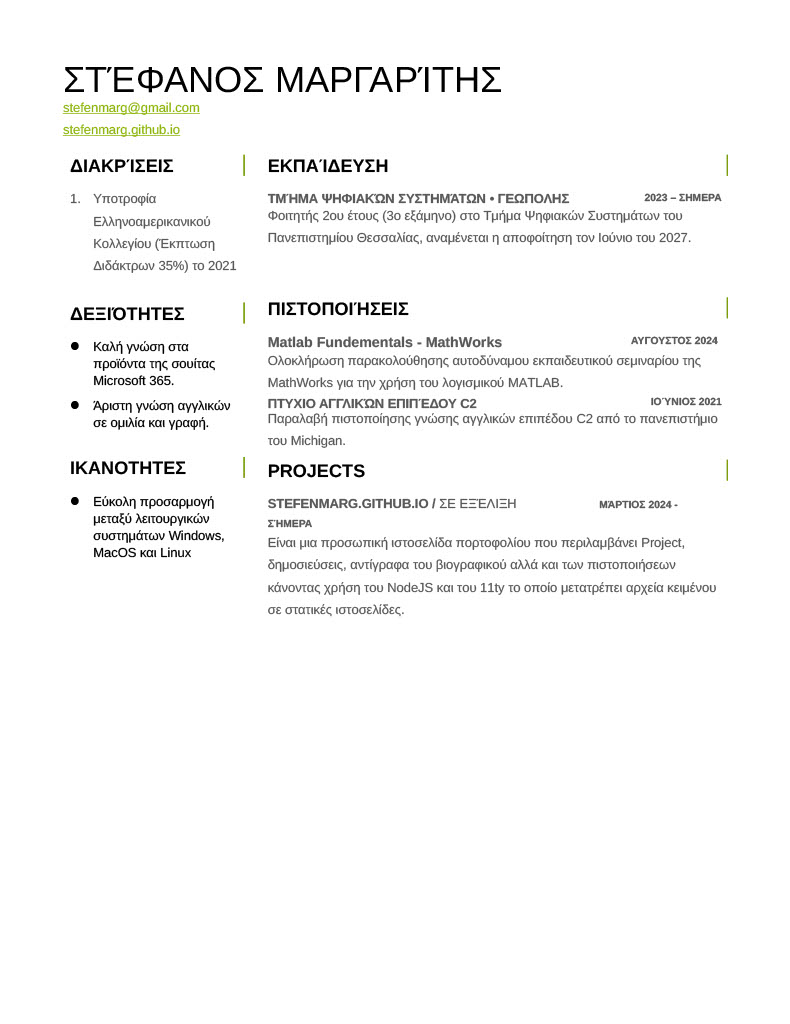 ΣΤΈΦΑΝΟΣ ΜΑΡΓΑΡΊΤΗΣ
stefenmarg@gmail.com
stefenmarg.github.io
ΔΙΑΚΡΊΣΕΙΣ
1. Υποτροφία
Ελληνοαμερικανικού
Κολλεγίου (Έκπτωση
Διδάκτρων 35%) το 2021
ΔΕΞΙΌΤΗΤΕΣ
● Καλή γνώση στα
προϊόντα της σουίτας
Microsoft 365.
● Άριστη γνώση αγγλικών
σε ομιλία και γραφή.
ΙΚΑΝΟΤΗΤΕΣ
● Εύκολη προσαρμογή
μεταξύ λειτουργικών
συστημάτων Windows,
MacOS και Linux
ΕΚΠΑΊΔΕΥΣΗ
ΤΜΉΜΑ ΨΗΦΙΑΚΏΝ ΣΥΣΤΗΜΆΤΩΝ • ΓΕΩΠΟΛΗΣ 2023 – ΣΗΜΕΡΑ
Φοιτητής 2ου έτους (3ο εξάμηνο) στο Τμήμα Ψηφιακών Συστημάτων του
Πανεπιστημίου Θεσσαλίας, αναμένεται η αποφοίτηση τον Ιούνιο του 2027.
ΠΙΣΤΟΠΟΙΉΣΕΙΣ
Matlab Fundementals - MathWorks ΑΥΓΟΥΣΤΟΣ 2024
Ολοκλήρωση παρακολούθησης αυτοδύναμου εκπαιδευτικού σεμιναρίου της
MathWorks για την χρήση του λογισμικού MATLAB.
ΠΤΥΧΙΟ ΑΓΓΛΙΚΏΝ ΕΠΙΠΈΔΟΥ C2 ΙΟΎΝΙΟΣ 2021
Παραλαβή πιστοποίησης γνώσης αγγλικών επιπέδου C2 από το πανεπιστήμιο
του Michigan.
PROJECTS
STEFENMARG.GITHUB.IO / ΣΕ ΕΞΈΛΙΞΗ ΜΆΡΤΙΟΣ 2024 -
ΣΉΜΕΡΑ
Είναι μια προσωπική ιστοσελίδα πορτοφολίου που περιλαμβάνει Project,
δημοσιεύσεις, αντίγραφα του βιογραφικού αλλά και των πιστοποιήσεων
κάνοντας χρήση του NodeJS και του 11ty το οποίο μετατρέπει αρχεία κειμένου
σε στατικές ιστοσελίδες.